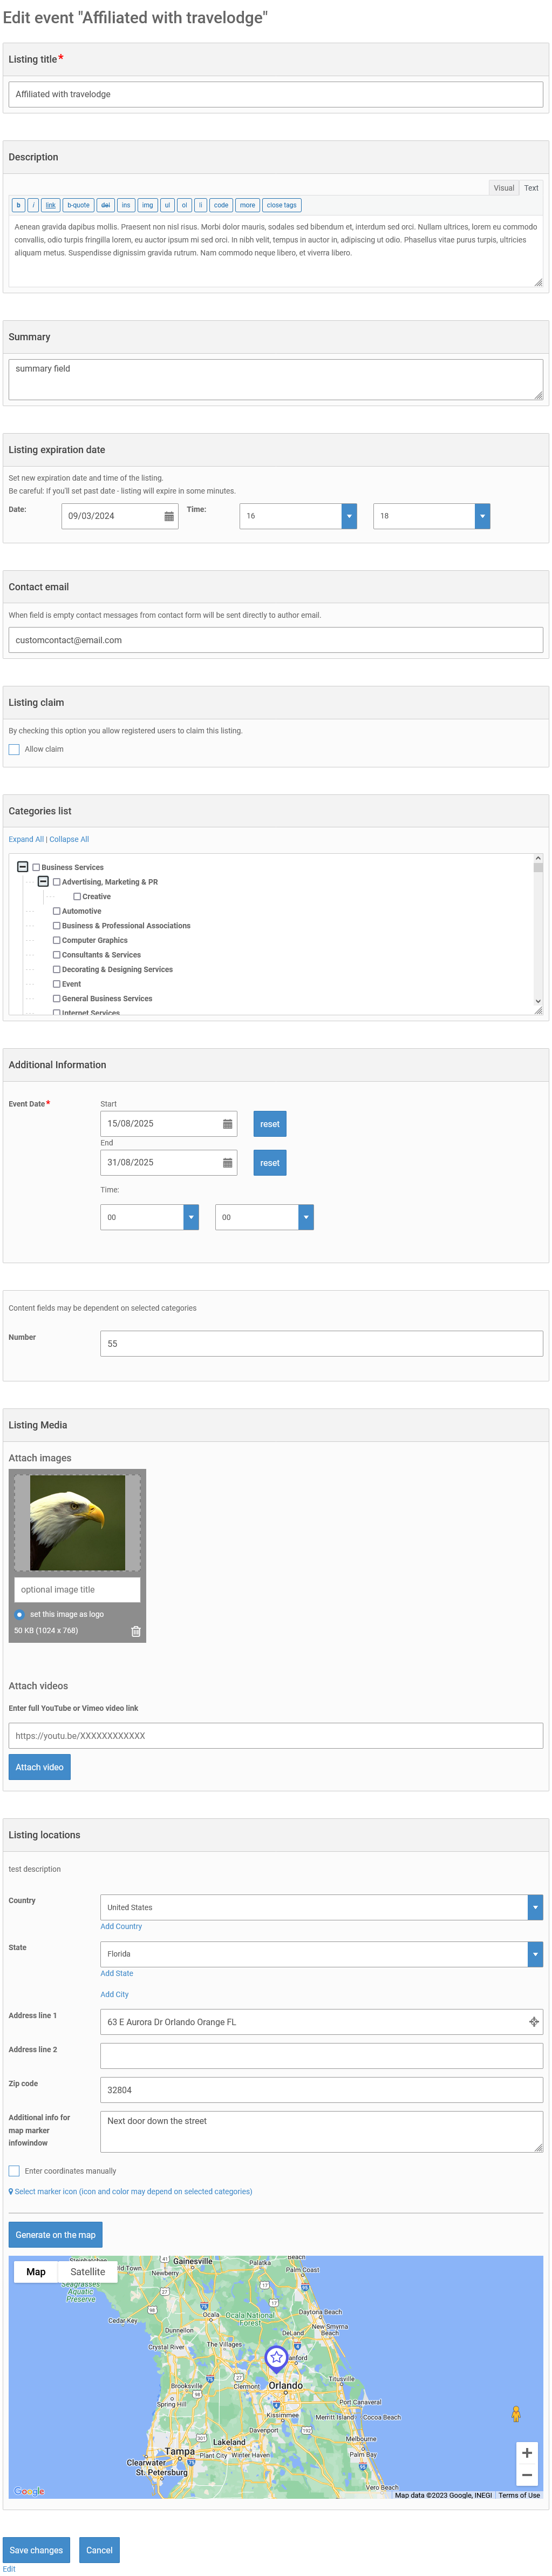 Edit event "Affiliated with travelodge"
Listing title*
Affiliated with travelodge
Description
Visual Text
b i link b-quote del ins img ul ol li code more close tags
Aenean gravida dapibus mollis. Praesent non nisl risus. Morbi dolor mauris, sodales sed bibendum et, interdum sed orci. Nullam ultrices, lorem eu commodo
convallis, odio turpis fringilla lorem, eu auctor ipsum mi sed orci. In nibh velit, tempus in auctor in, adipiscing ut odio. Phasellus vitae purus turpis, ultricies
aliquam metus. Suspendisse dignissim gravida rutrum. Nam commodo neque libero, et viverra libero.
Summary
summary field
Listing expiration date
Set new expiration date and time of the listing.
Be careful: If you'll set past date - listing will expire in some minutes.
Date: 09/03/2024 Time: 16 18
Contact email
When field is empty contact messages from contact form will be sent directly to author email.
customcontact@email.com
Listing claim
By checking this option you allow registered users to claim this listing.
Allow claim
Categories list
Expand All | Collapse All
Business Services
Advertising, Marketing & PR
Creative
Automotive
Business & Professional Associations
Computer Graphics
Consultants & Services
Decorating & Designing Services
Event
General Business Services
Internet Services
Additional Information
Event Date* Start
15/08/2025 reset
End
31/08/2025 reset
Time:
00 00
Content fields may be dependent on selected categories
Number 55
Listing Media
Attach images
optional image title
set this image as logo
50 KB (1024 x 768)
Attach videos
Enter full YouTube or Vimeo video link
https://youtu.be/XXXXXXXXXXXX
Attach video
Listing locations
test description
Country United States
Add Country
State Florida
Add State
Add City
Address line 1 63 E Aurora Dr Orlando Orange FL
Address line 2
Zip code 32804
Additional info for Next door down the street
map marker
infowindow
Enter coordinates manually
Select marker icon (icon and color may depend on selected categories)
Generate on the map
Map Satellite
Gainesville
Palatka
Beach
Palm Coast
Newberry
Seagrasses
Aquatic
Preserve
Cedar Key
Ocala
Ocala National
Forest
Daytona Beach
New Smyrna
Beach
Dunnellon
DeLand
Crystal River
The Villages
Sanford
Titusville
Brooksville
Clermont
Orlando
Spring Hill
Kissimmee
Port Canaveral
Merritt Island
Cocoa Beach
Davenport
Lakeland
Melbourne
Tampa
Plant City
Winter Haven
Palm Bay
Clearwater
St. Petersburg
Vero Beach
Google
Map data ©2023 Google, INEGI Terms of Use
Save changes Cancel
Edit